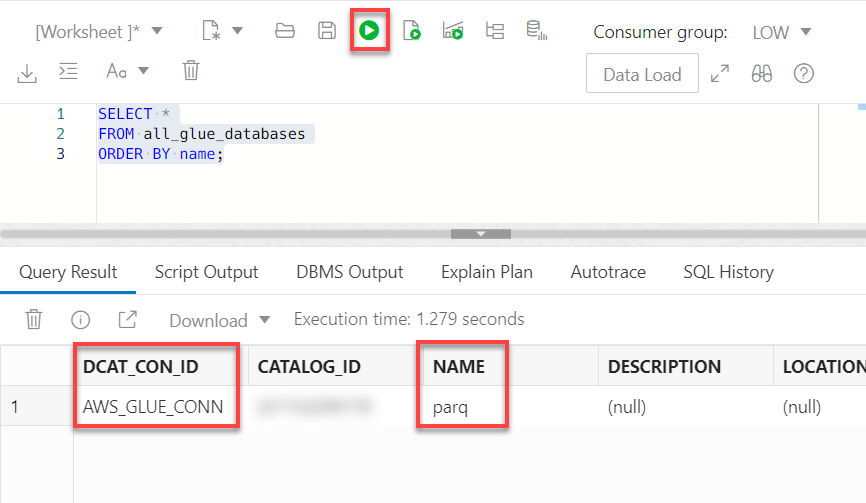 [Worksheet ]*
Consumer group: LOW
Aa
Data Load
1 SELECT *
2 FROM all_glue_databases
3 ORDER BY name;
Query Result Script Output DBMS Output Explain Plan Autotrace SQL History
Download Execution time: 1.279 seconds
DCAT_CON_ID CATALOG_ID NAME DESCRIPTION LOCATION
1 AWS_GLUE_CONN parq (null) (null)